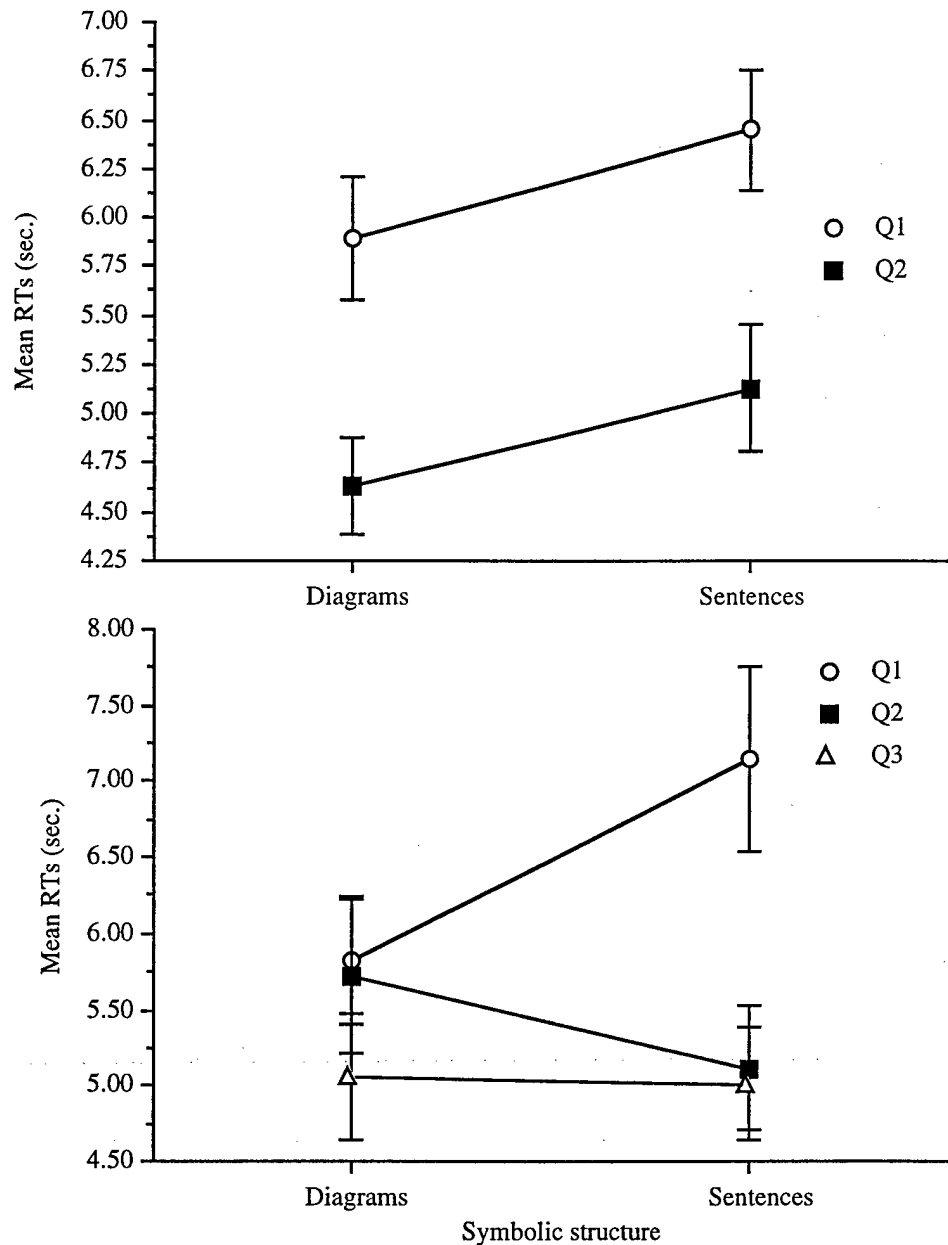 7.00
6.75
6.50
6.25
6.00
5.75
5.50
5.25
5.00
4.75
4.50
4.25
Mean RTs (sec.)
Q1
Q2
Diagrams Sentences
8.00
7.50
7.00
6.50
6.00
5.50
5.00
4.50
Mean RTs (sec.)
Q1
Q2
Q3
Diagrams Sentences
Symbolic structure